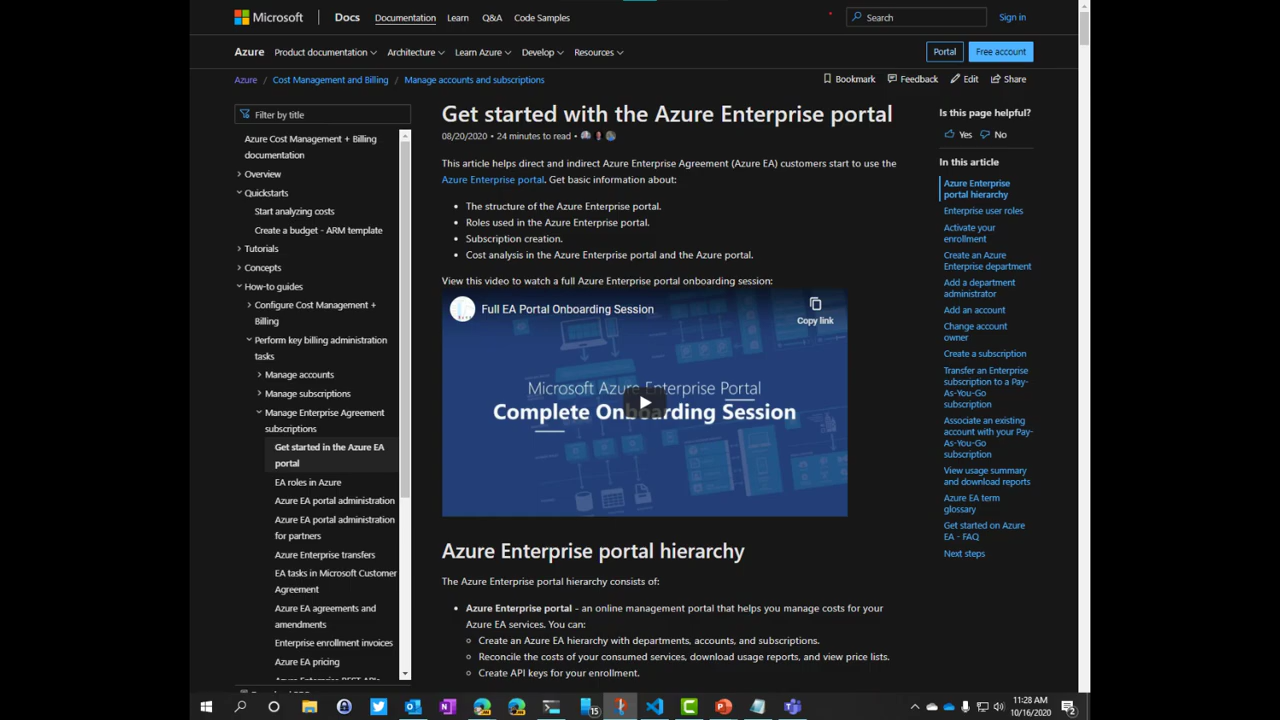 Microsoft
Docs
Documentation
Learn
Q&A
Code Samples
Search
Sign in
Azure
Product documentation
Architecture
Learn Azure
Develop
Resources
Portal
Free account
Azure
Cost Management and Billing
Manage accounts and subscriptions
Bookmark
Feedback
Edit
Share
Filter by title
Azure Cost Management + Billing
documentation
Overview
Quickstarts
Start analyzing costs
Create a budget - ARM template
Tutorials
Concepts
How-to guides
Configure Cost Management +
Billing
Perform key billing administration
tasks
Manage accounts
Manage subscriptions
Manage Enterprise Agreement
subscriptions
Get started in the Azure EA
portal
EA roles in Azure
Azure EA portal administration
Azure EA portal administration
for partners
Azure Enterprise transfers
EA tasks in Microsoft Customer
Agreement
Azure EA agreements and
amendments
Enterprise enrollment invoices
Azure EA pricing
Azure Enterprise REST APIs
Get started with the Azure Enterprise portal
08/20/2020 • 24 minutes to read •
This article helps direct and indirect Azure Enterprise Agreement (Azure EA) customers start to use the
Azure Enterprise portal. Get basic information about:
• The structure of the Azure Enterprise portal.
• Roles used in the Azure Enterprise portal.
• Subscription creation.
• Cost analysis in the Azure Enterprise portal and the Azure portal.
View this video to watch a full Azure Enterprise portal onboarding session:
Full EA Portal Onboarding Session
Copy link
Microsoft Azure Enterprise Portal
Complete Onboarding Session
Azure Enterprise portal hierarchy
The Azure Enterprise portal hierarchy consists of:
• Azure Enterprise portal - an online management portal that helps you manage costs for your
Azure EA services. You can:
○ Create an Azure EA hierarchy with departments, accounts, and subscriptions.
○ Reconcile the costs of your consumed services, download usage reports, and view price lists.
○ Create API keys for your enrollment.
Is this page helpful?
Yes
No
In this article
Azure Enterprise
portal hierarchy
Enterprise user roles
Activate your
enrollment
Create an Azure
Enterprise department
Add a department
administrator
Add an account
Change account
owner
Create a subscription
Transfer an Enterprise
subscription to a Pay-
As-You-Go
subscription
Associate an existing
account with your Pay-
As-You-Go
subscription
View usage summary
and download reports
Azure EA term
glossary
Get started on Azure
EA - FAQ
Next steps
15
11:28 AM
10/16/2020
2